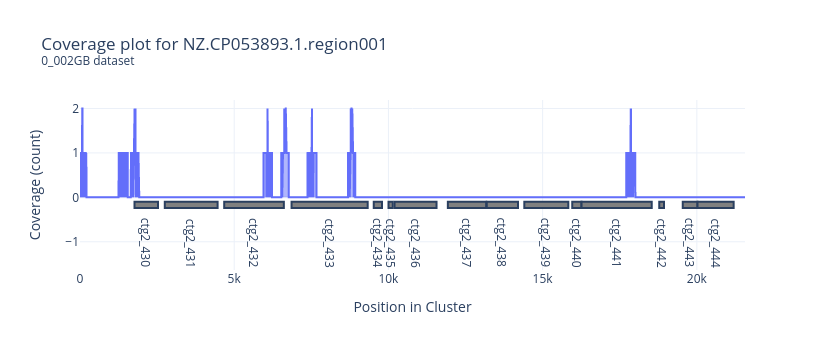 Coverage plot for NZ.CP053893.1.region001
0_002GB dataset
Coverage (count)
2
1
0
−1
ctg2_430
ctg2_431
ctg2_432
ctg2_433
ctg2_434
ctg2_435
ctg2_436
ctg2_437
ctg2_438
ctg2_439
ctg2_440
ctg2_441
ctg2_442
ctg2_443
ctg2_444
0
5k
10k
15k
20k
Position in Cluster